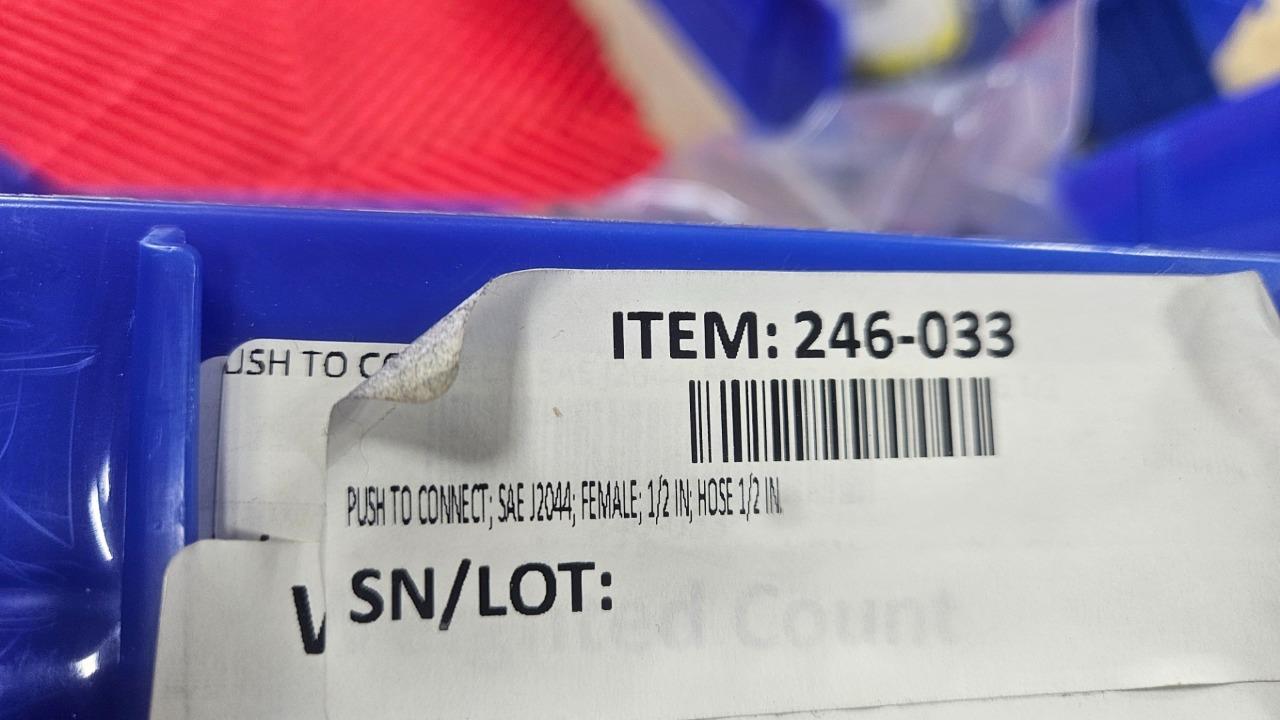 ITEM: 246-033
USH TO CO
PUSH TO CONNECT; SAE J2044; FEMALE; 1/2 IN; HOSE 1/2 IN
SN/LOT:
W
Count